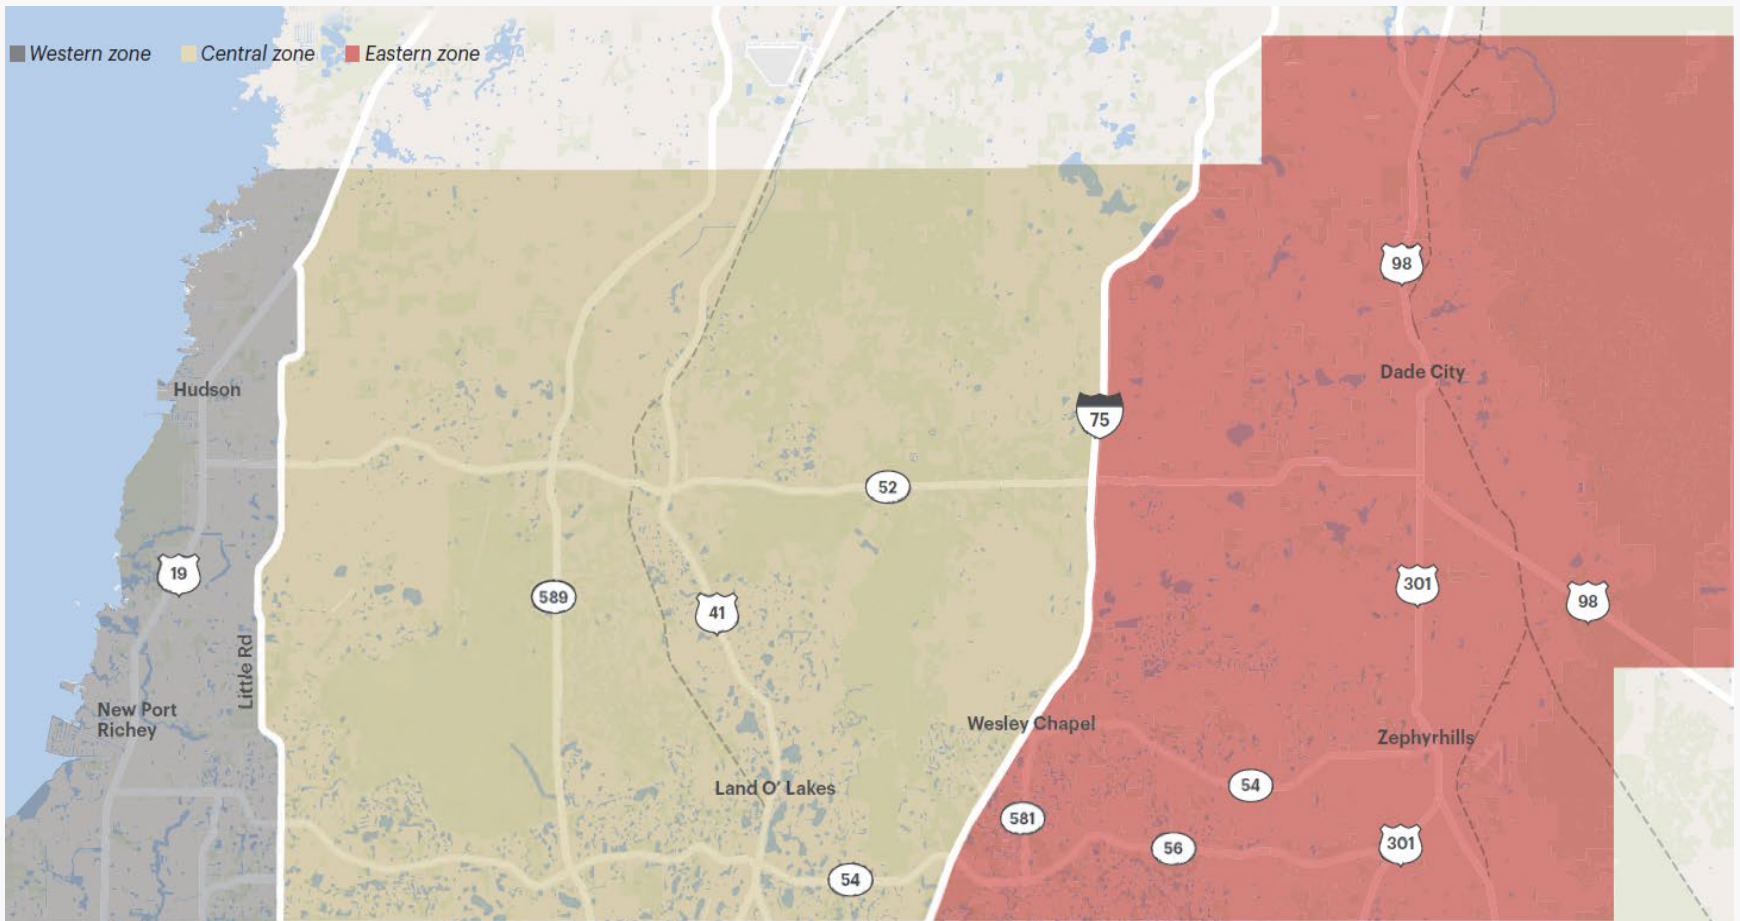 Western zone
Central zone
Eastern zone
98
Dade City
Hudson
75
52
19
589
41
301
98
Little Rd
New Port
Richey
Wesley Chapel
Zephyrhills
Land O' Lakes
54
581
56
301
54